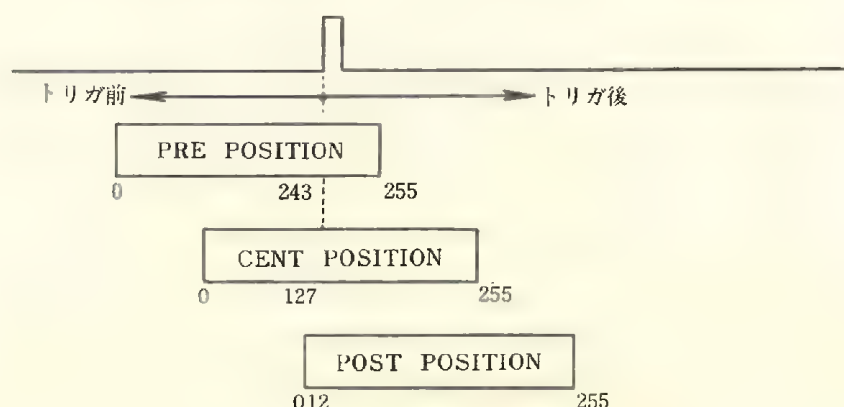 トリガ前 トリガ後
PRE POSITION
0 243 255
CENT POSITION
0 127 255
POST POSITION
012 255